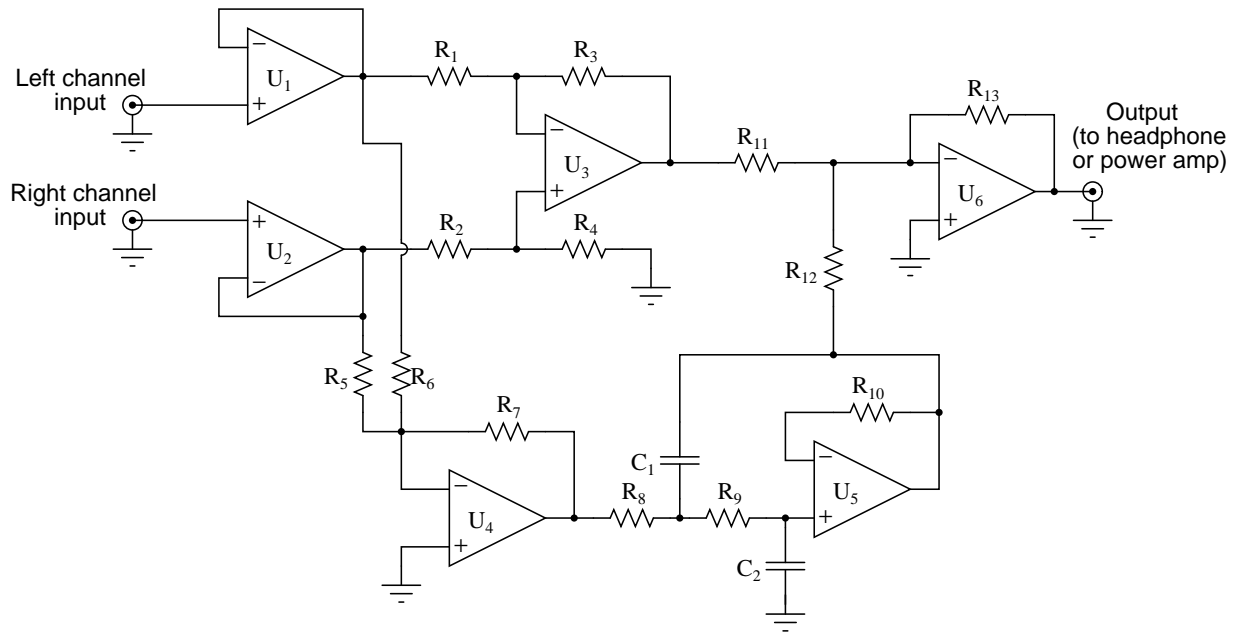 Left channel
input
Right channel
input
−
+
U1
+
−
U2
R1
R3
−
+
U3
R2
R4
R11
R12
R13
−
+
U6
Output
(to headphone
or power amp)
R5
R6
R7
−
+
U4
R8
R9
C1
C2
R10
−
+
U5